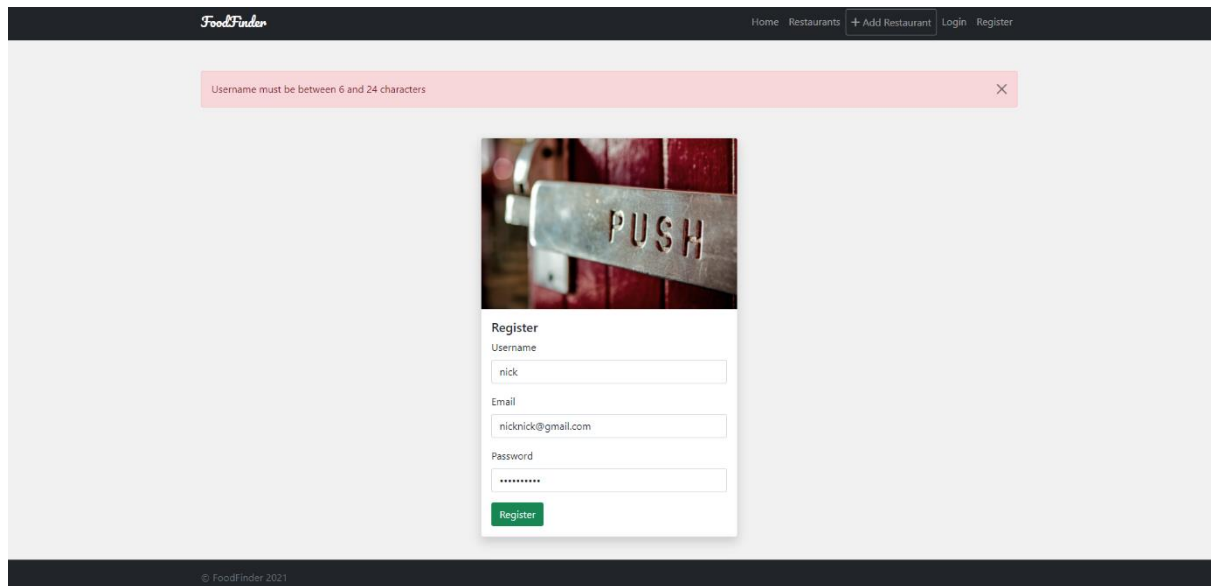 FoodFinder
Home Restaurants + Add Restaurant Login Register
Username must be between 6 and 24 characters
PUSH
Register
Username
nick
Email
nicknick@gmail.com
Password
••••••••••
Register
© FoodFinder 2021